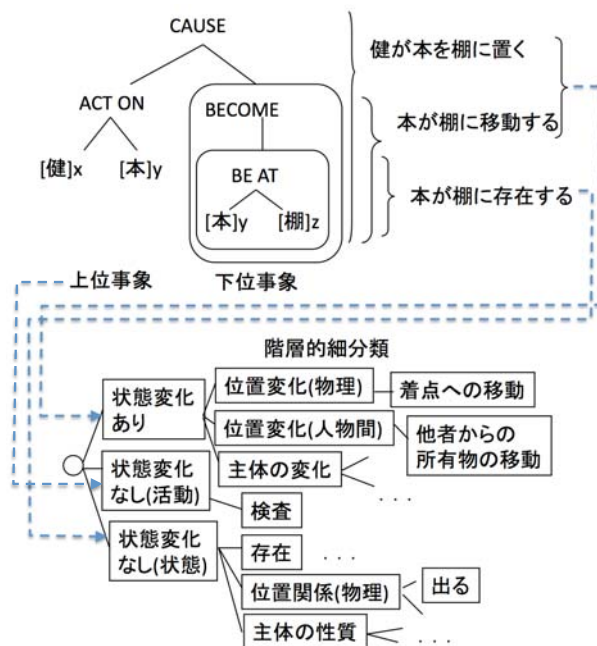 CAUSE
健が本を棚に置く
ACT ON
BECOME
本が棚に移動する
[健]x
[本]y
BE AT
本が棚に存在する
[本]y
[棚]z
上位事象
下位事象
階層的細分類
状態変化
あり
位置変化(物理)
着点への移動
位置変化(人物間)
他者からの
所有物の移動
主体の変化
. . .
状態変化
なし(活動)
検査
状態変化
なし(状態)
存在
. . .
位置関係(物理)
出る
主体の性質
. . .